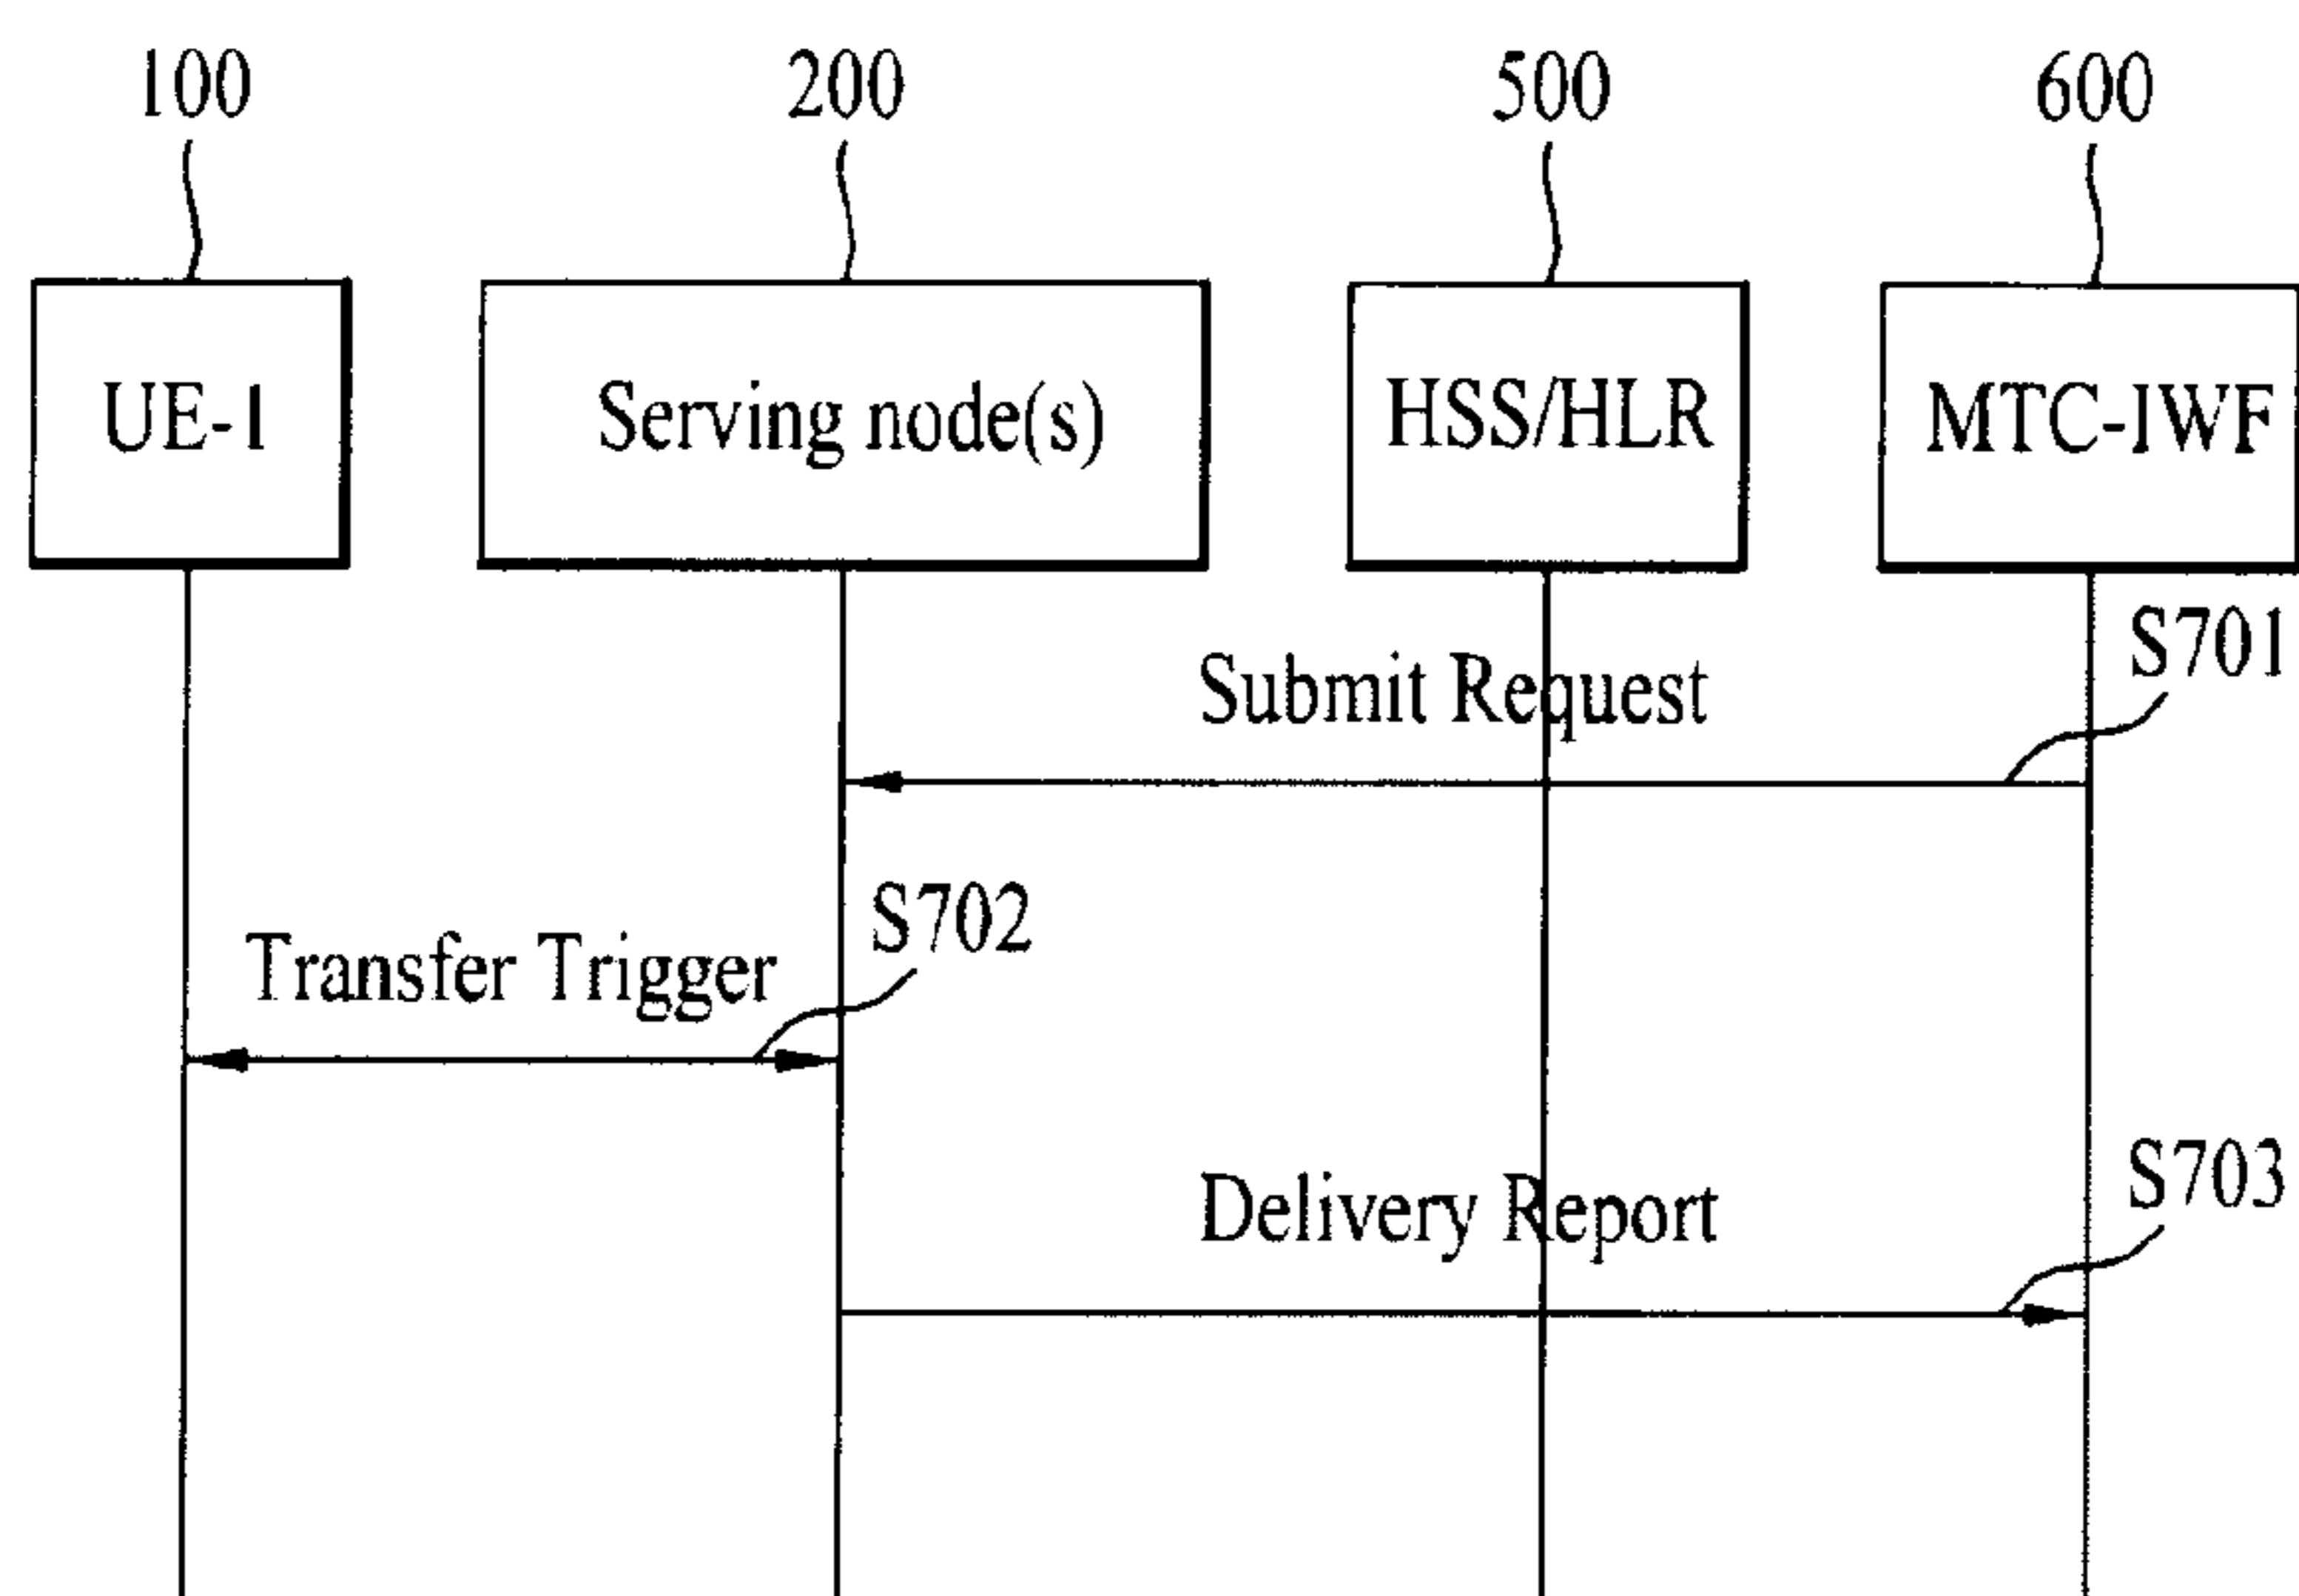 100 200 500 600
UE-1 Serving node(s) HSS/HLR MTC-IWF
S701
Submit Request
S702
Transfer Trigger
S703
Delivery Report